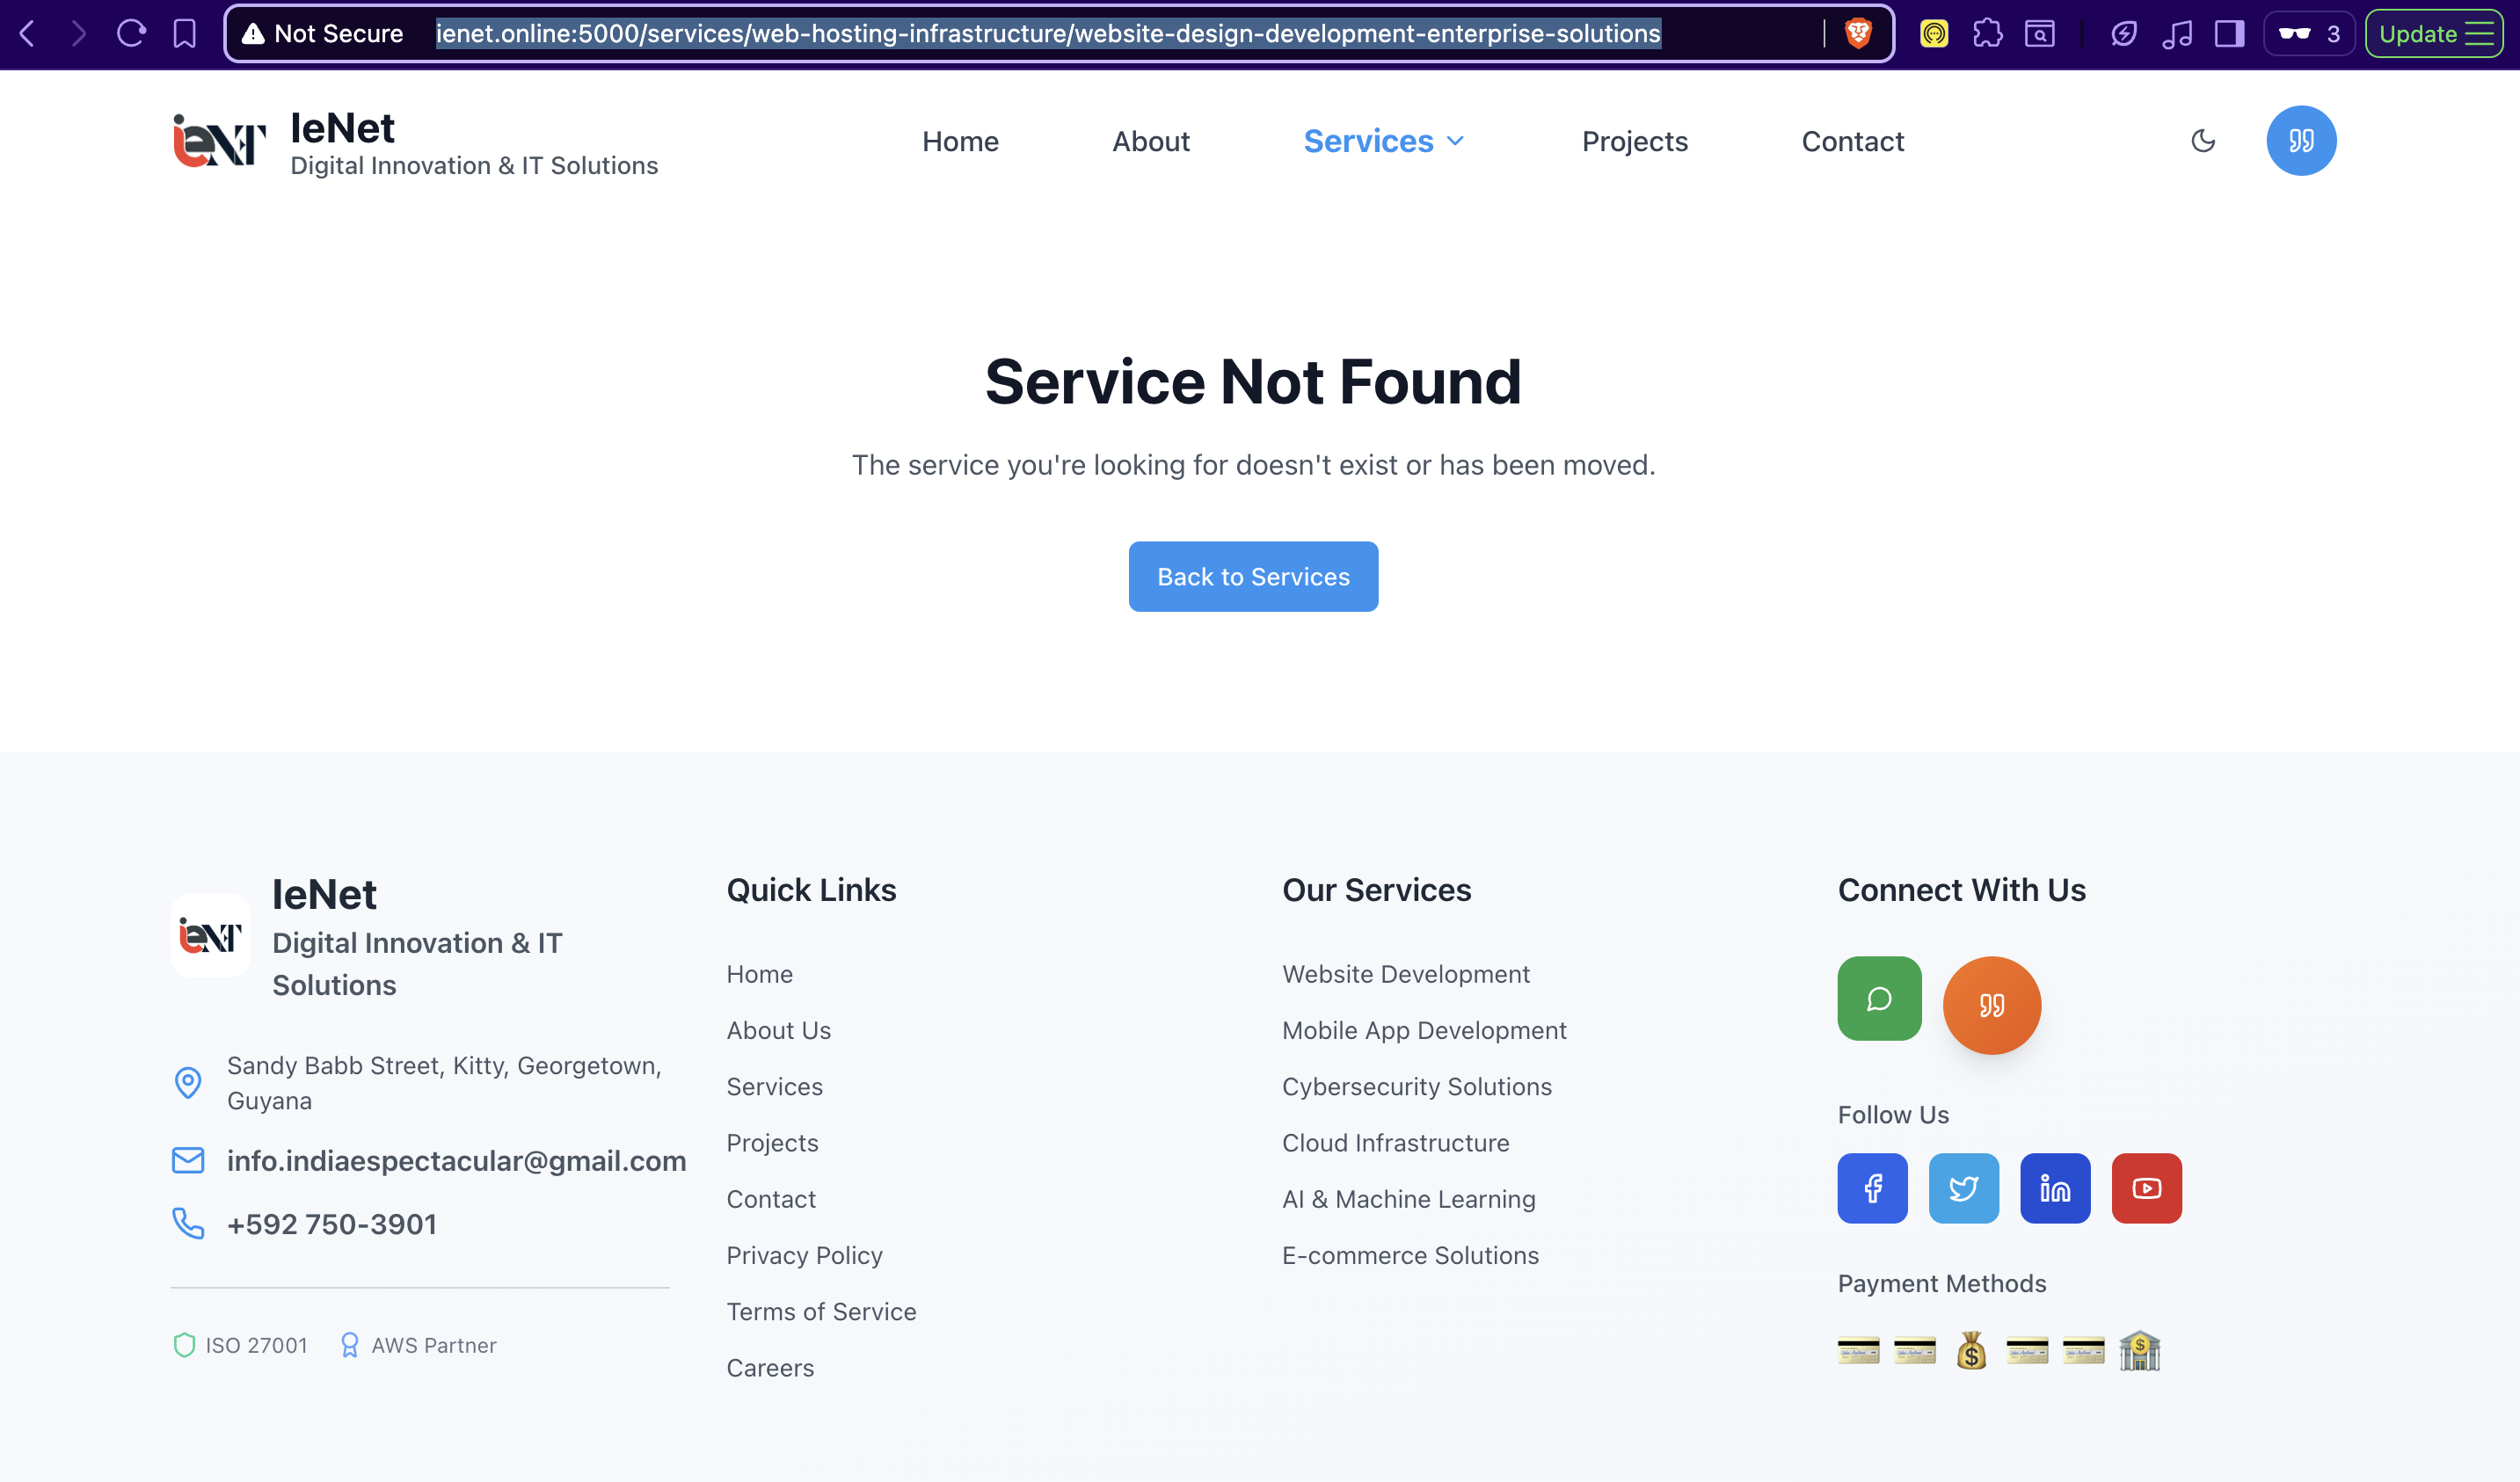 Not Secure
ienet.online:5000/services/web-hosting-infrastructure/website-design-development-enterprise-solutions
3
Update
ieNT
IeNet
Digital Innovation & IT Solutions
Home
About
Services
Projects
Contact
Service Not Found
The service you're looking for doesn't exist or has been moved.
Back to Services
ieNT
IeNet
Digital Innovation & IT
Solutions
Sandy Babb Street, Kitty, Georgetown,
Guyana
info.indiaespectacular@gmail.com
+592 750-3901
ISO 27001
AWS Partner
Quick Links
Home
About Us
Services
Projects
Contact
Privacy Policy
Terms of Service
Careers
Our Services
Website Development
Mobile App Development
Cybersecurity Solutions
Cloud Infrastructure
AI & Machine Learning
E-commerce Solutions
Connect With Us
Follow Us
Payment Methods